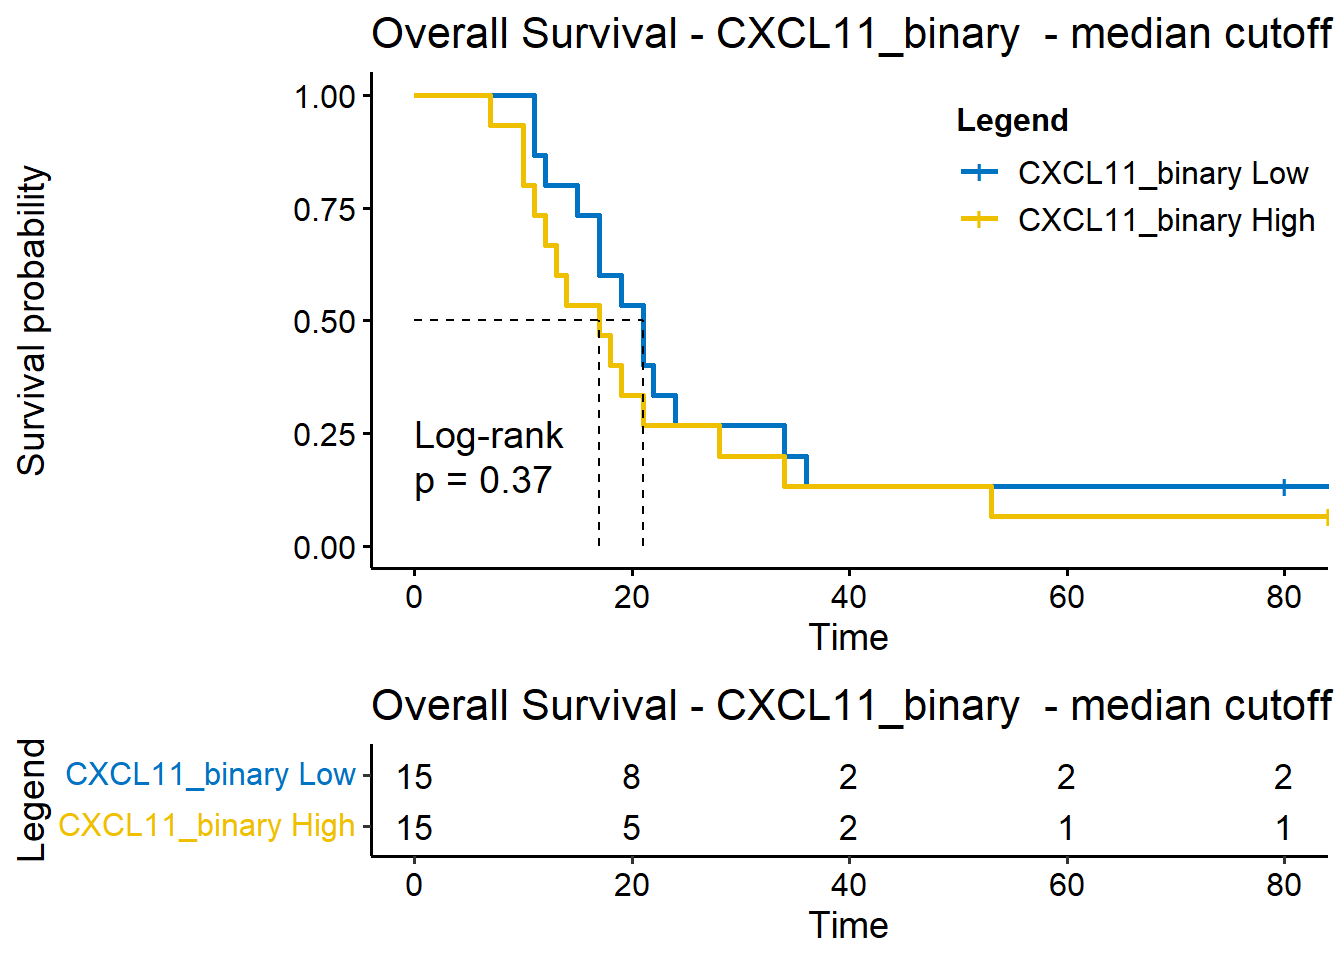 Overall Survival - CXCL11_binary  - median cutoff
Survival probability
1.00
0.75
0.50
0.25
0.00
Legend
CXCL11_binary Low
CXCL11_binary High
Log-rank
p = 0.37
0 20 40 60 80
Time
Overall Survival - CXCL11_binary  - median cutoff
Legend
CXCL11_binary Low 15 8 2 2 2
CXCL11_binary High 15 5 2 1 1
0 20 40 60 80
Time